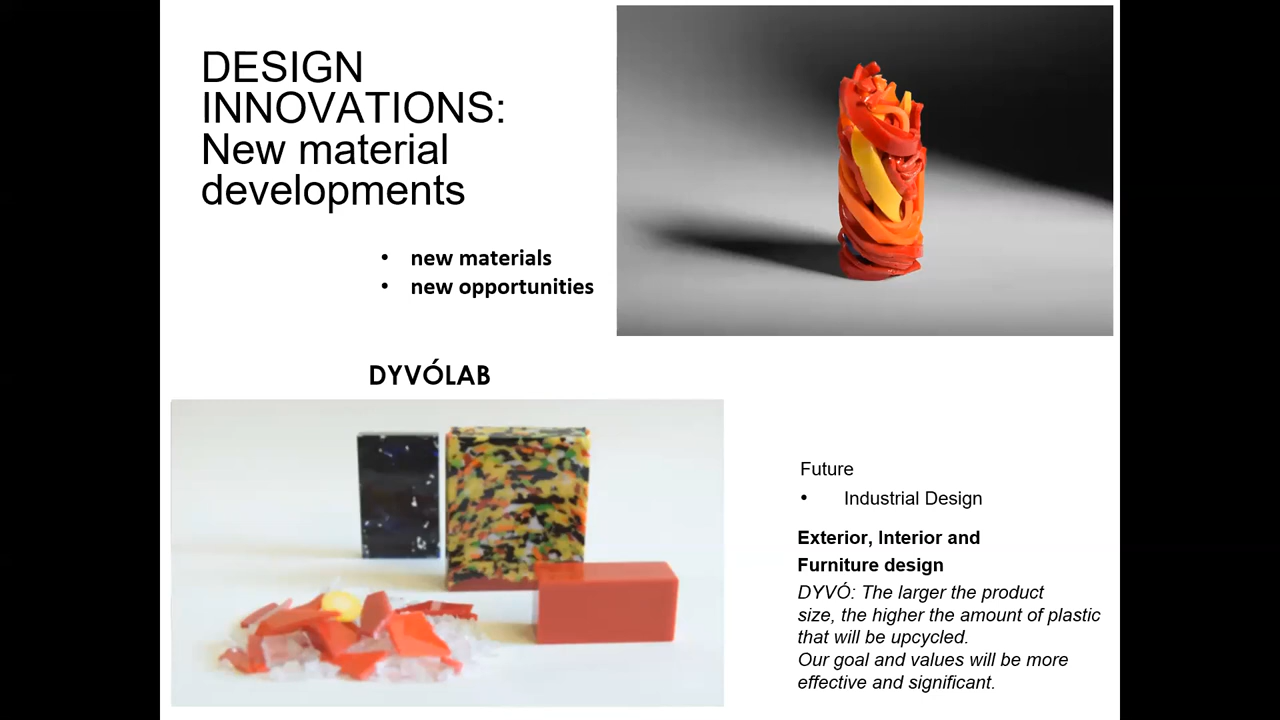 DESIGN
INNOVATIONS:
New material
developments
• new materials
• new opportunities
DYVÓLAB
Future
• Industrial Design
Exterior, Interior and
Furniture design
DYVÓ: The larger the product
size, the higher the amount of plastic
that will be upcycled.
Our goal and values will be more
effective and significant.